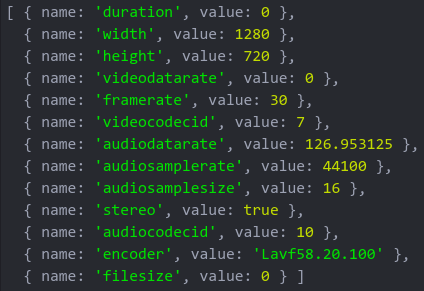 [ { name: 'duration', value: 0 },
{ name: 'width', value: 1280 },
{ name: 'height', value: 720 },
{ name: 'videodatarate', value: 0 },
{ name: 'framerate', value: 30 },
{ name: 'videocodecid', value: 7 },
{ name: 'audiodatarate', value: 126.953125 },
{ name: 'audiosamplerate', value: 44100 },
{ name: 'audiosamplesize', value: 16 },
{ name: 'stereo', value: true },
{ name: 'audiocodecid', value: 10 },
{ name: 'encoder', value: 'Lavf58.20.100' },
{ name: 'filesize', value: 0 } ]